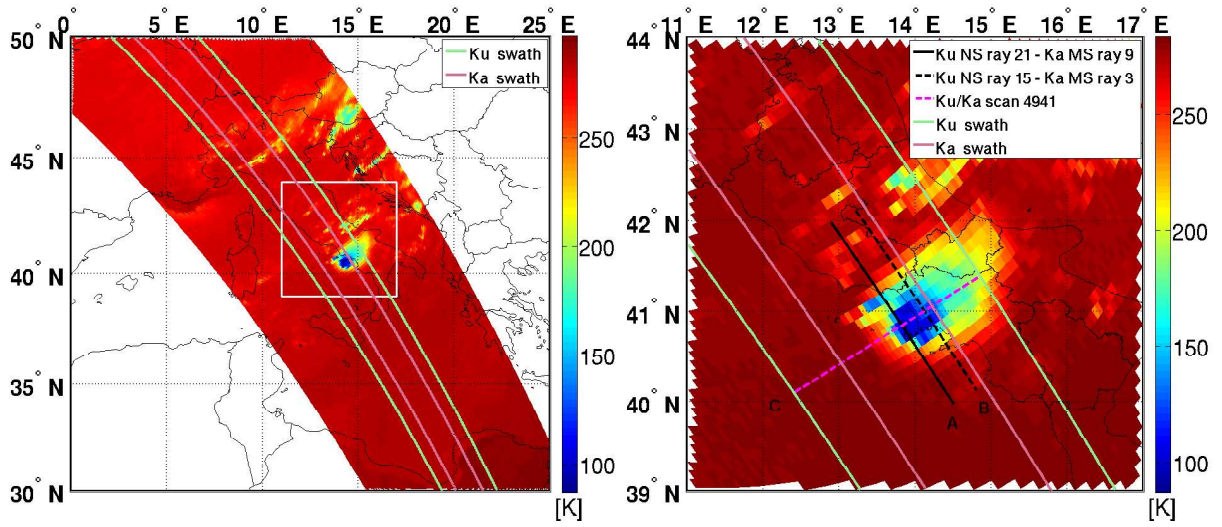 0 E 5 E 10 E 15 E 20 E 25 E
50° N
45° N
40° N
35° N
30° N
Ku swath
Ka swath
250
200
150
100
[K]
11° E 12° E 13° E 14° E 15° E 16° E 17° E
44° N
43° N
42° N
41° N
40° N
39° N
Ku NS ray 21 - Ka MS ray 9
Ku NS ray 15 - Ka MS ray 3
Ku/Ka scan 4941
Ku swath
Ka swath
C
A
B
250
200
150
100
[K]